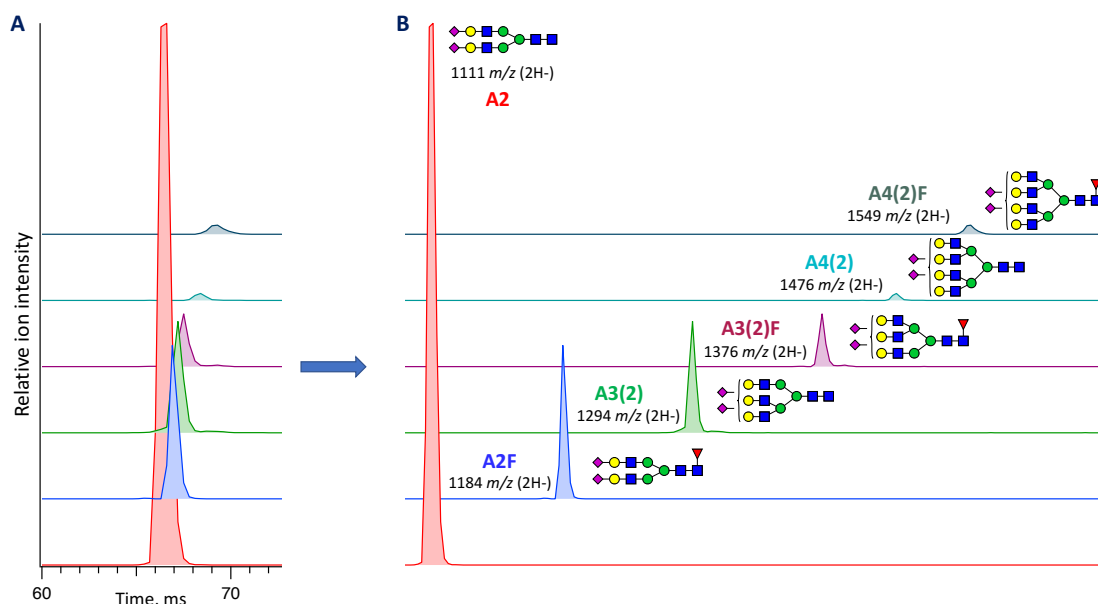 A
B
1111 m/z (2H-)
A2
A4(2)F
1549 m/z (2H-)
A4(2)
1476 m/z (2H-)
A3(2)F
1376 m/z (2H-)
A3(2)
1294 m/z (2H-)
A2F
1184 m/z (2H-)
Relative ion intensity
60
70
Time, ms